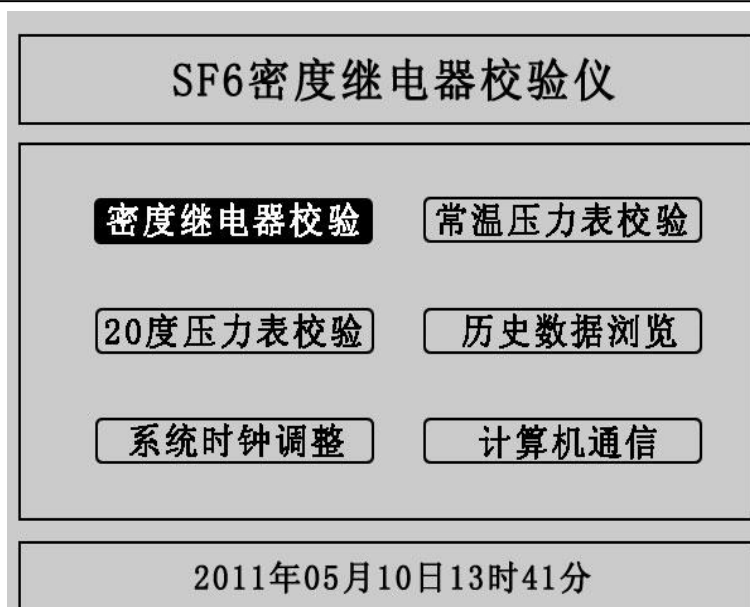 SF6密度继电器校验仪
密度继电器校验 常温压力表校验
20度压力表校验 历史数据浏览
系统时钟调整 计算机通信
2011年05月10日13时41分